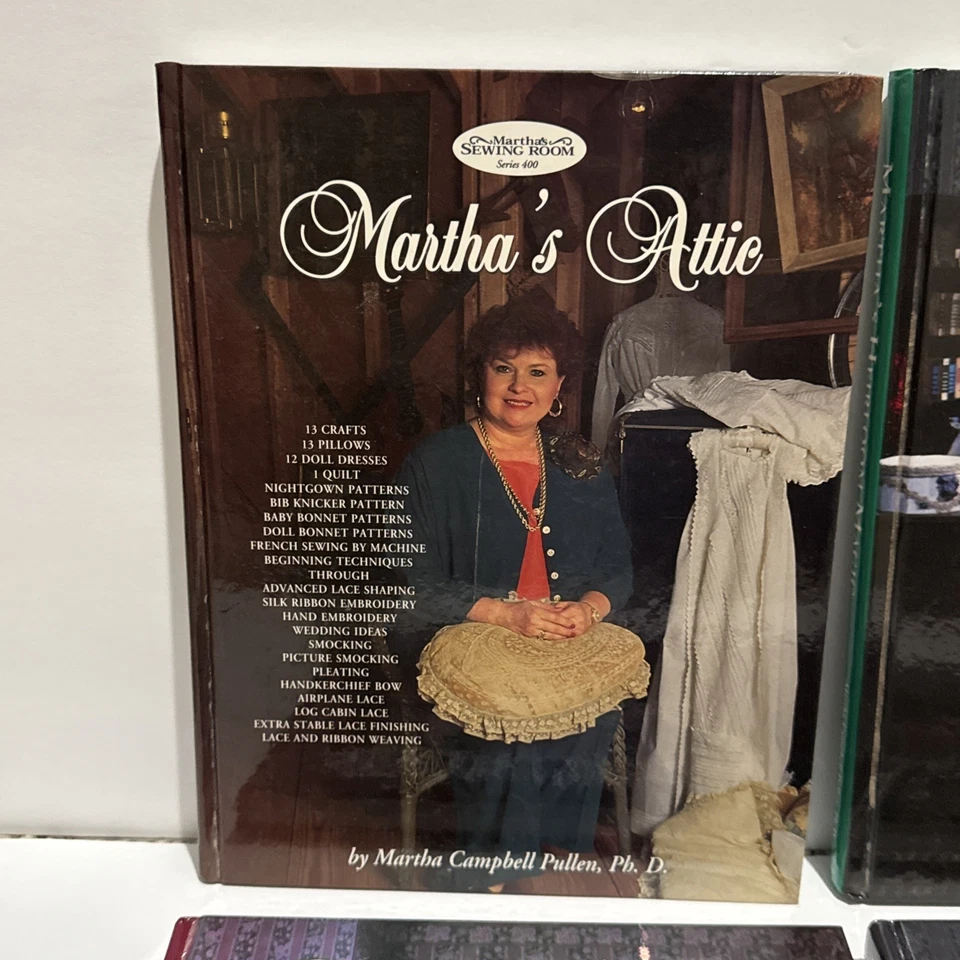 Martha's
SEWING ROOM
Series 400
Martha's Attic
13 CRAFTS
13 PILLOWS
12 DOLL DRESSES
1 QUILT
NIGHTGOWN PATTERNS
BIB KNICKER PATTERN
BABY BONNET PATTERNS
DOLL BONNET PATTERNS
FRENCH SEWING BY MACHINE
BEGINNING TECHNIQUES
THROUGH
ADVANCED LACE SHAPING
SILK RIBBON EMBROIDERY
HAND EMBROIDERY
WEDDING IDEAS
SMOCKING
PICTURE SMOCKING
PLEATING
HANDKERCHIEF BOW
AIRPLANE LACE
LOG CABIN LACE
EXTRA STABLE LACE FINISHING
LACE AND RIBBON WEAVING
by Martha Campbell Pullen, Ph. D.